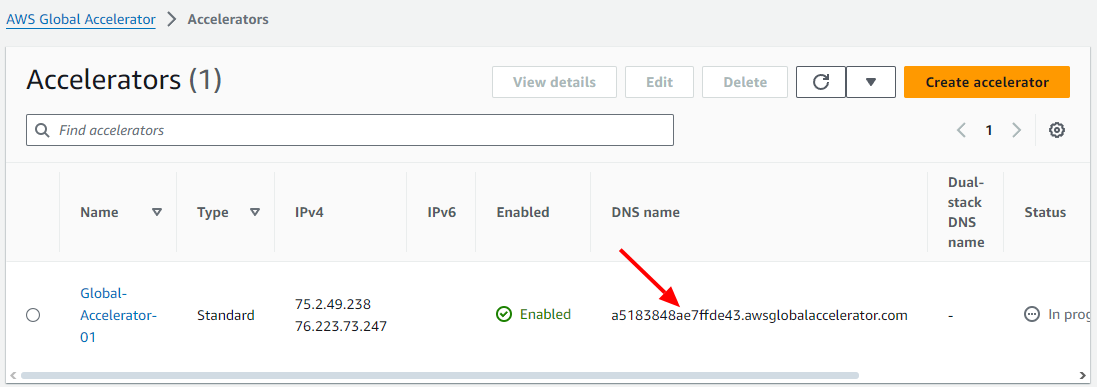 AWS Global Accelerator > Accelerators
Accelerators (1)
View details
Edit
Delete
Create accelerator
Find accelerators
1
Name
Type
IPv4
IPv6
Enabled
DNS name
Dual-
stack
DNS
name
Status
Global-
Accelerator-
01
Standard
75.2.49.238
76.223.73.247
Enabled
a5183848ae7ffde43.awsglobalaccelerator.com
-
In prog